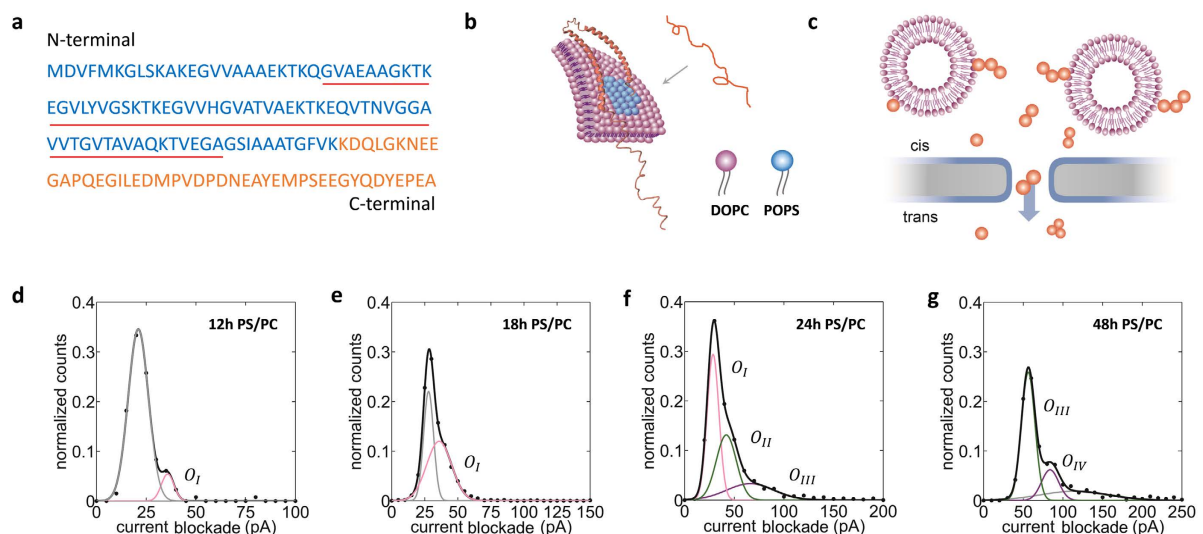 a
N-terminal
MDVFMKGLSKAKEGVVAAAEKTKQGVAEAAGKTK
EGVLYVGSKTKEGVVHGVATVAEKTKEQVTNVGGA
VVTGVTAVAQKTVEGAGSIAAATGFVKKDQLGKNEE
GAPQEGILEDMPVDPDNEAYEMPSEEGYQDYEPEA
C-terminal
b
DOPC
POPS
c
cis
trans
d
normalized counts
0.4
0.3
0.2
0.1
0
12h PS/PC
O_I
0 25 50 75 100
current blockade (pA)
e
normalized counts
0.4
0.3
0.2
0.1
0
18h PS/PC
O_I
0 25 50 75 100 125 150
current blockade (pA)
f
normalized counts
0.4
0.3
0.2
0.1
0
24h PS/PC
O_I
O_II
O_III
0 50 100 150 200
current blockade (pA)
g
normalized counts
0.4
0.3
0.2
0.1
0
48h PS/PC
O_III
O_IV
0 50 100 150 200 250
current blockade (pA)